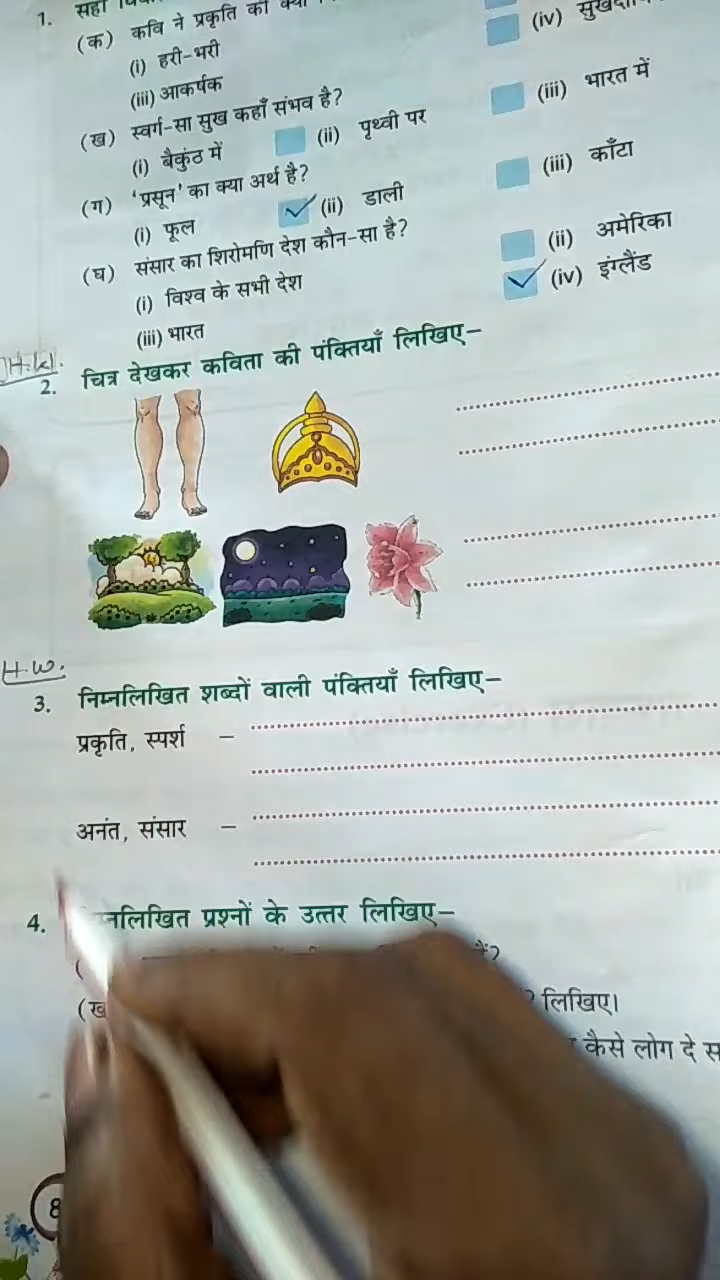 1. सही
(क) कवि ने प्रकृति को क्या
(i) हरी-भरी
(iv)
(iii) आकर्षक
(ख) स्वर्ग-सा सुख कहाँ संभव है?
(i) बैकुंठ में (ii) पृथ्वी पर (iii) भारत में
(ग) 'प्रसून' का क्या अर्थ है?
(i) फूल (ii) डाली (iii) काँटा
(घ) संसार का शिरोमणि देश कौन-सा है?
(i) विश्व के सभी देश (ii) अमेरिका
(iii) भारत (iv) इंग्लैंड
H.W.
2. चित्र देखकर कविता की पंक्तियाँ लिखिए–
H.W.
3. निम्नलिखित शब्दों वाली पंक्तियाँ लिखिए–
प्रकृति, स्पर्श –
अनंत, संसार –
4. प्रश्नों के उत्तर लिखिए–
(ख लिखिए।
कैसे लोग दे
8